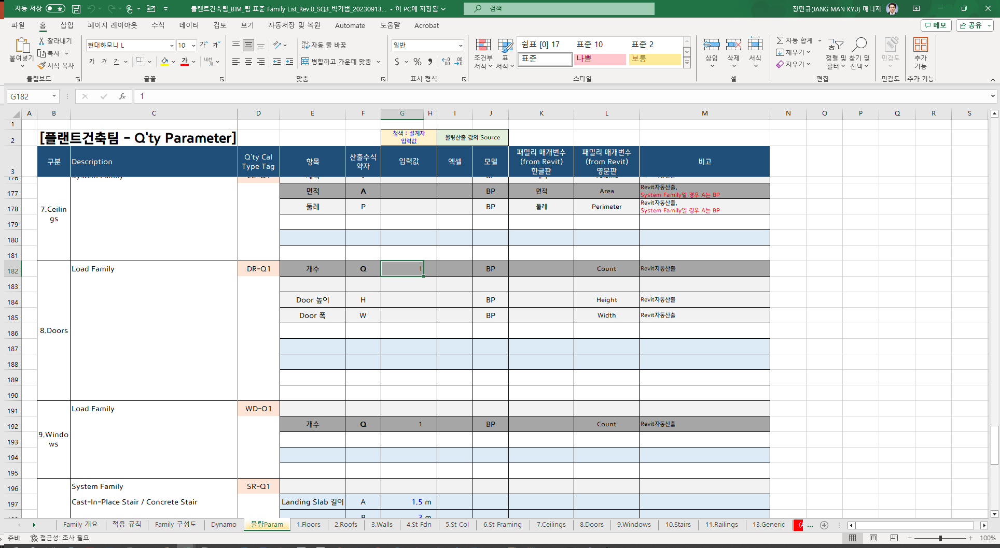 자동 저장 끔 플랜트건축팀_BIM_팀 표준 Family List_Rev.0_SQ3_박기범_20230913... • 이 PC에 저장됨 검색 장만규(JANG MAN KYU) 매니저
파일 홈 삽입 페이지 레이아웃 수식 데이터 검토 보기 자동저장 및 복원 Automate 도움말 Acrobat 메모 공유
붙여넣기 잘라내기 복사 서식 복사
클립보드
현대하모니 L 10 가 가
가 가 간 가 내천
글꼴
자동 줄 바꿈
병합하고 가운데 맞춤
맞춤
일반
$ % 9 .00 .00
표시 형식
조건부 서식 표 서식
쉼표 [0] 17 표준 10 표준 2
표준 나쁨 보통
스타일
삽입 삭제 서식
셀
자동 합계
채우기
지우기
정렬 및 필터 찾기 및 선택
편집
민감도
민감도
추가 기능
추가 기능
G182 fx 1
A B C D E F G H I J K L M N O P Q R S
1
2 [플랜트건축팀 - Q'ty Parameter] 청색 : 설계자 입력값 물량산출 값의 Source
3 구분 Description Q'ty Cal Type Tag 항목 산출수식 약자 입력값 엑셀 모델 패밀리 매개변수 (from Revit) 한글판 패밀리 매개변수 (from Revit) 영문판 비고
176 System Family
177 면적 A BP 면적 Area Revit자동산출, System Family일 경우 A는 BP
178 7.Ceilings 둘레 P BP 둘레 Perimeter Revit자동산출, System Family일 경우 A는 BP
179
180
181
182 Load Family DR-Q1 개수 Q 1 BP Count Revit자동산출
183
184 Door 높이 H BP Height Revit자동산출
185 Door 폭 W BP Width Revit자동산출
186 8.Doors
187
188
189
190
191 Load Family WD-Q1
192 개수 Q 1 BP Count Revit자동산출
193 9.Windows
194
195
196 System Family SR-Q1
197 Cast-In-Place Stair / Concrete Stair Landing Slab 길이 A 1.5 m
B 3 m
Family 개요 적용 규칙 Family 구성도 Dynamo 물량Param 1.Floors 2.Roofs 3.Walls 4.St Fdn 5.St Col 6.St Framing 7.Ceilings 8.Doors 9.Windows 10.Stairs 11.Railings 13.Generic (A ...
준비 접근성: 조사 필요 100%